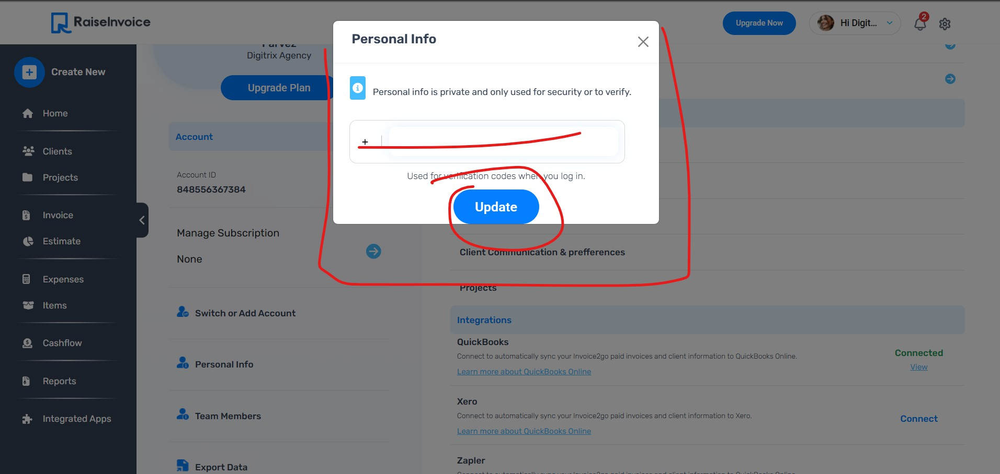 RaiseInvoice
Upgrade Now
Hi Digit...
2
Create New
Home
Clients
Projects
Invoice
Estimate
Expenses
Items
Cashflow
Reports
Integrated Apps
Digitrix Agency
Upgrade Plan
Account
Account ID
848556367384
Manage Subscription
None
Switch or Add Account
Personal Info
Team Members
Export Data
Personal Info
Personal info is private and only used for security or to verify.
+
Used for verification codes when you log in.
Update
Client Communication & prefferences
Projects
Integrations
QuickBooks
Connect to automatically sync your Invoice2go paid invoices and client information to QuickBooks Online.
Learn more about QuickBooks Online
Connected
View
Xero
Connect to automatically sync your Invoice2go paid invoices and client information to Xero.
Learn more about QuickBooks Online
Connect
Zapler